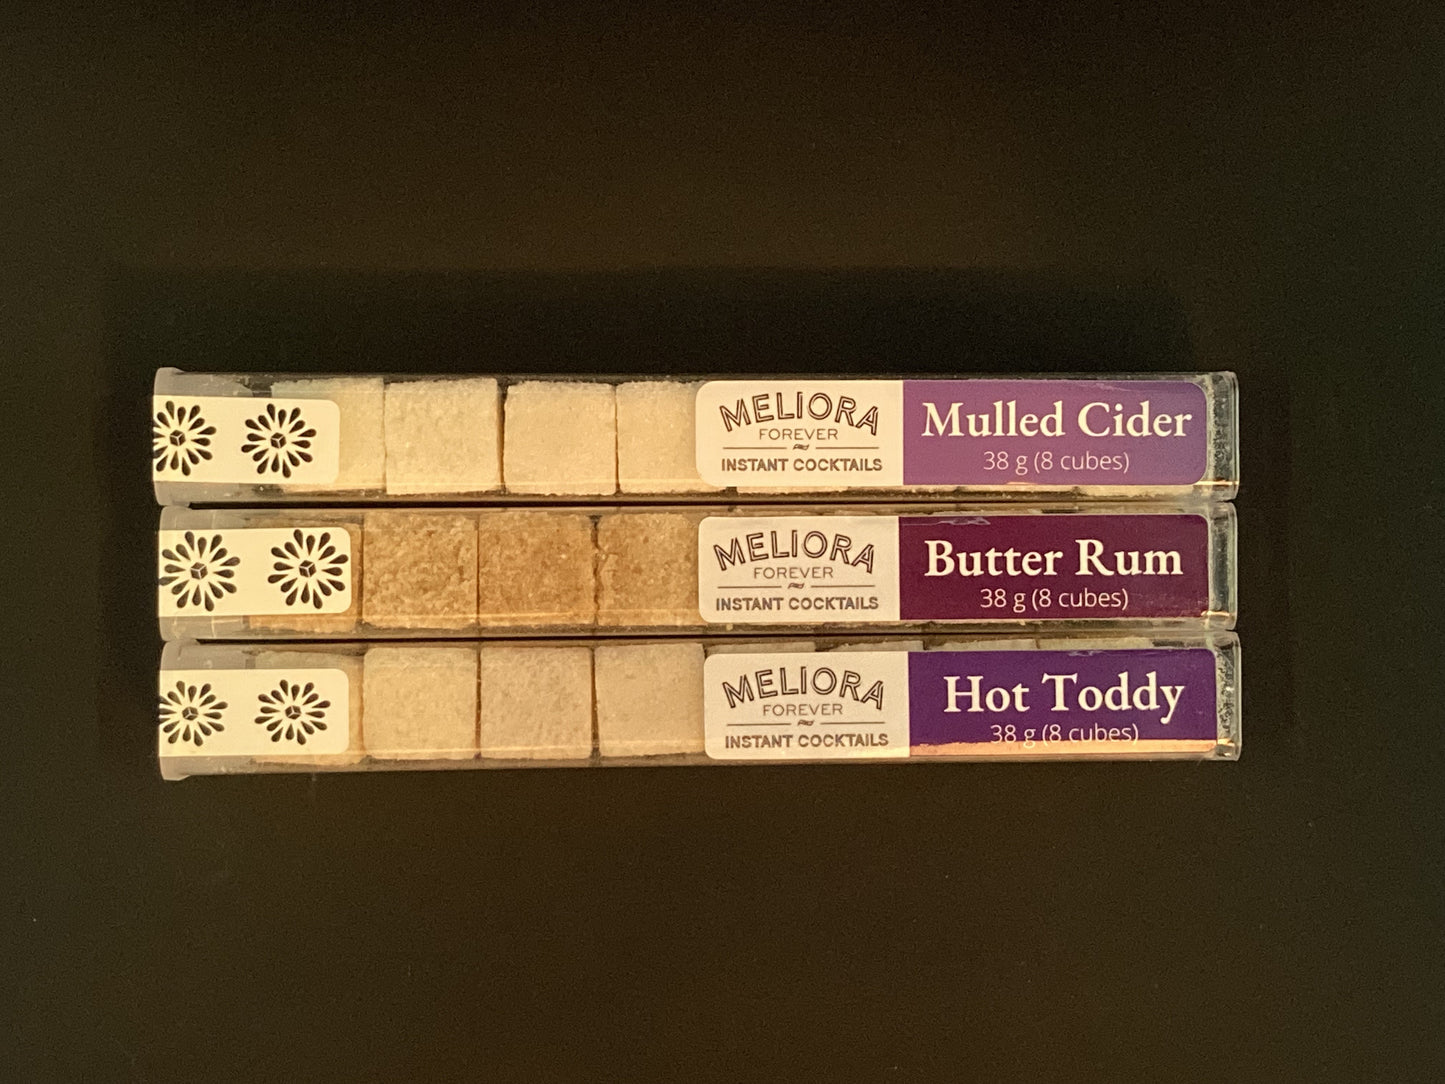 MELIORA
FOREVER
INSTANT COCKTAILS
Mulled Cider
38 g (8 cubes)
MELIORA
FOREVER
INSTANT COCKTAILS
Butter Rum
38 g (8 cubes)
MELIORA
FOREVER
INSTANT COCKTAILS
Hot Toddy
38 g (8 cubes)